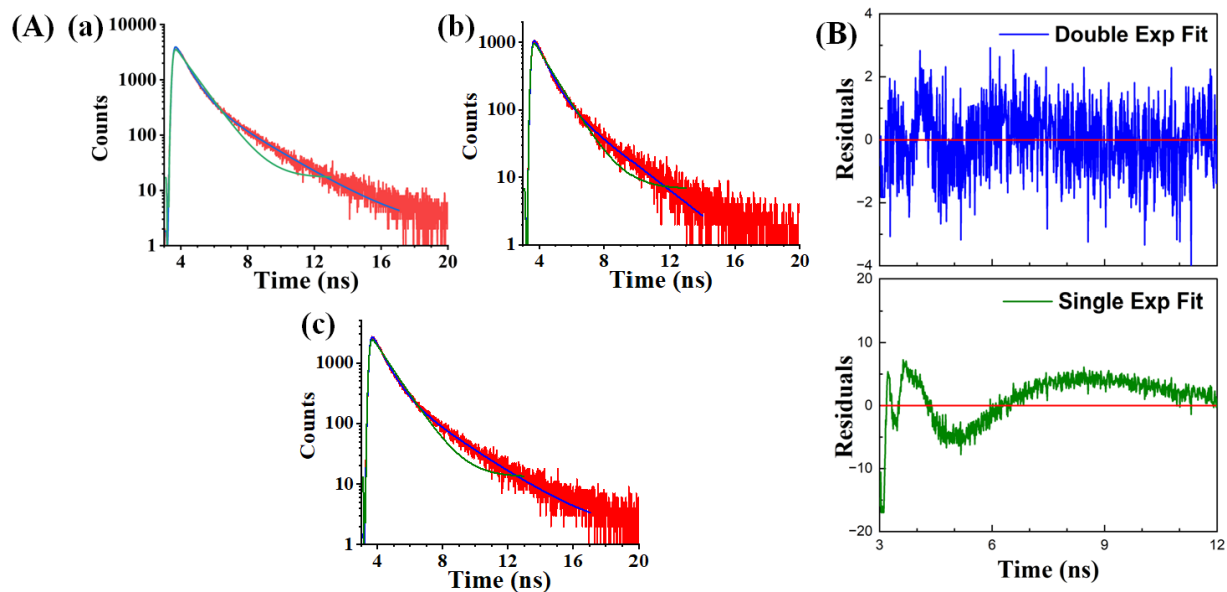 (A) (a)
10000
1000
100
10
1
Counts
4 8 12 16 20
Time (ns)
(b)
1000
100
10
1
Counts
4 8 12 16 20
Time (ns)
(c)
1000
100
10
1
Counts
4 8 12 16 20
Time (ns)
(B)
Double Exp Fit
4
2
0
−2
−4
Residuals
Single Exp Fit
20
10
0
−10
−20
Residuals
3 6 9 12
Time (ns)